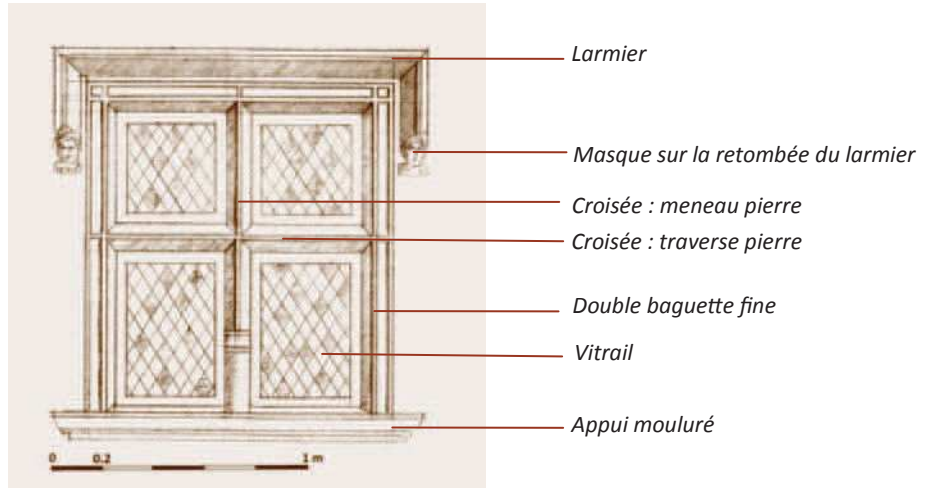 Larmier
Masque sur la retombée du larmier
Croisée : meneau pierre
Croisée : traverse pierre
Double baguette fine
Vitrail
Appui mouluré
0 0.2 1 m